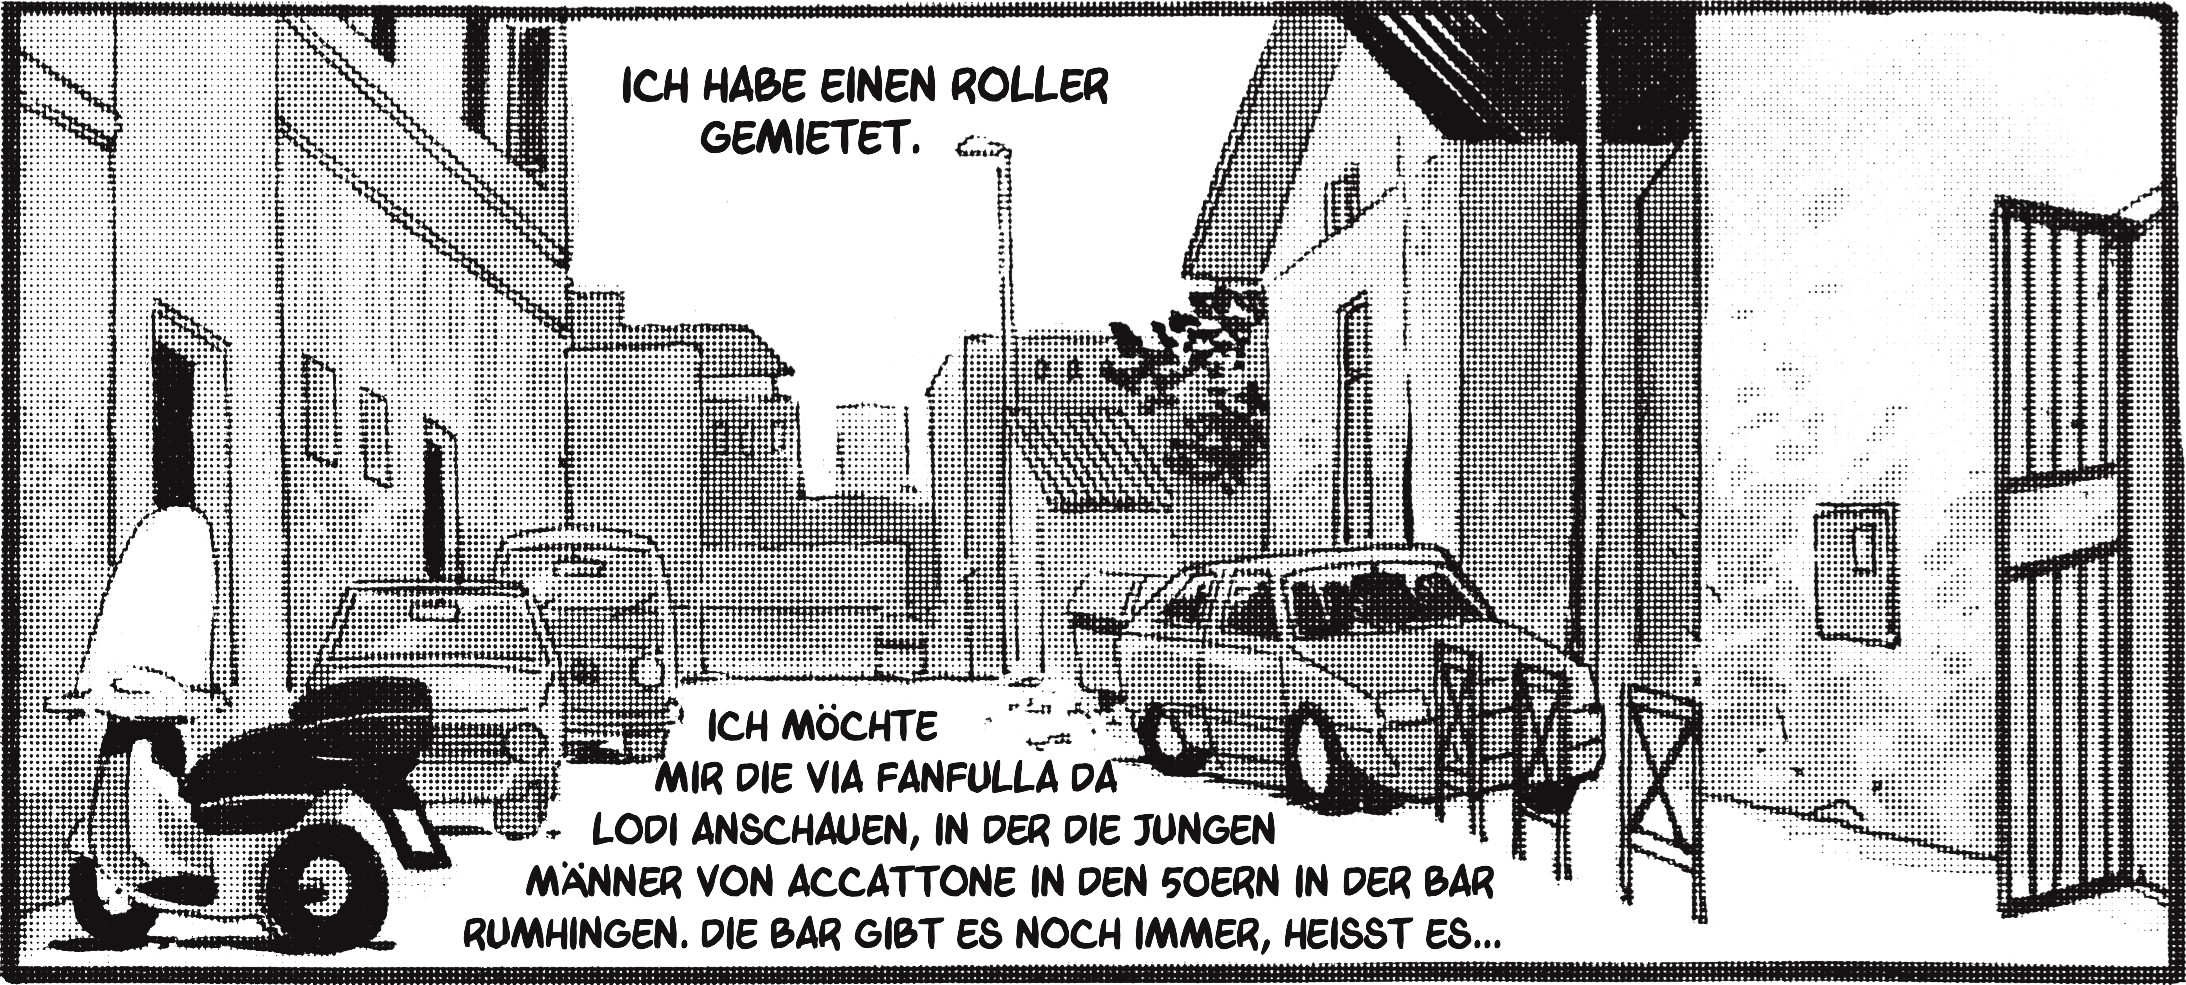 ICH HABE EINEN ROLLER
GEMIETET.
ICH MÖCHTE
MIR DIE VIA FANFULLA DA
LODI ANSCHAUEN, IN DER DIE JUNGEN
MÄNNER VON ACCATTONE IN DEN 50ERN IN DER BAR
RUMHINGEN. DIE BAR GIBT ES NOCH IMMER, HEISST ES...